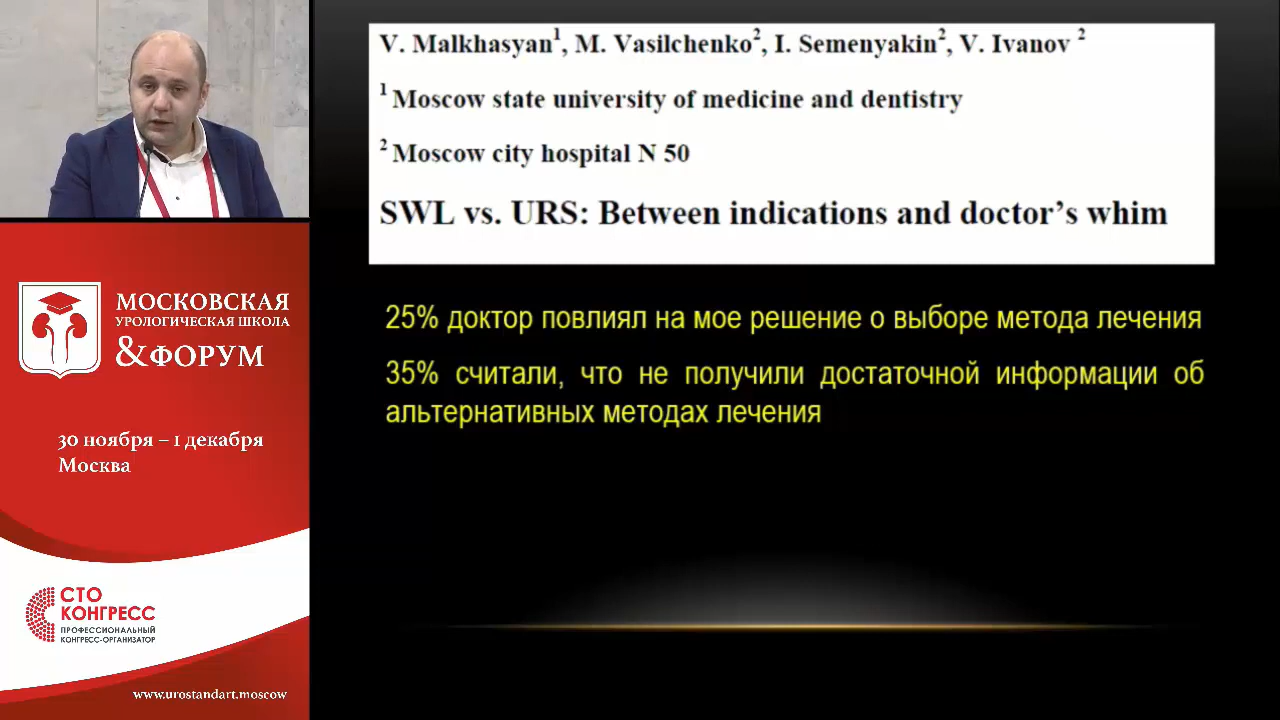 V. Malkhasyan¹, M. Vasilchenko², I. Semenyakin², V. Ivanov ²
¹ Moscow state university of medicine and dentistry
² Moscow city hospital N 50
SWL vs. URS: Between indications and doctor's whim
25% доктор повлиял на мое решение о выборе метода лечения
35% считали, что не получили достаточной информации об
альтернативных методах лечения
МОСКОВСКАЯ
УРОЛОГИЧЕСКАЯ ШКОЛА
&ФОРУМ
30 ноября – 1 декабря
Москва
СТО
КОНГРЕСС
ПРОФЕССИОНАЛЬНЫЙ
КОНГРЕСС-ОРГАНИЗАТОР
www.urostandart.moscow